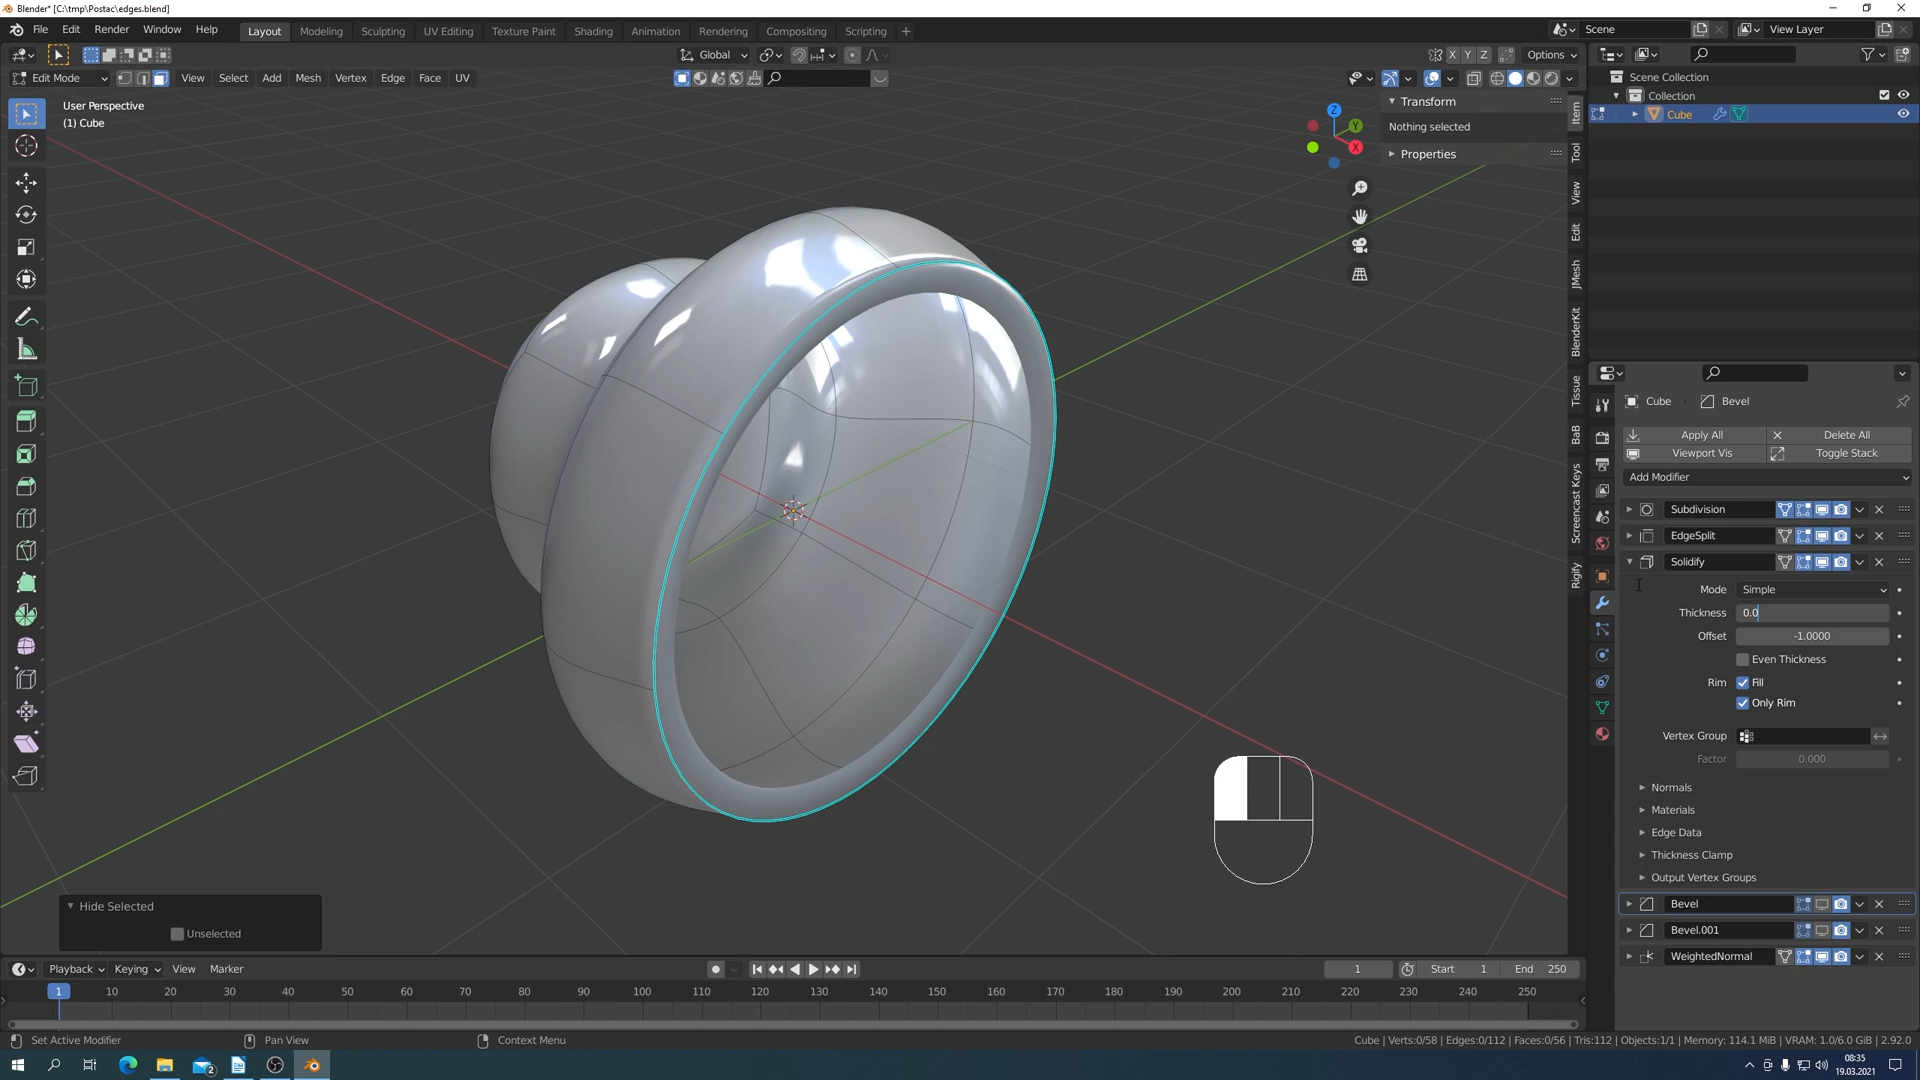 Blender* [C:\tmp\Postac\edges.blend]
File Edit Render Window Help Layout Modeling Sculpting UV Editing Texture Paint Shading Animation Rendering Compositing Scripting + Scene View Layer
Global X Y Z Options
Edit Mode View Select Add Mesh Vertex Edge Face UV
User Perspective
(1) Cube
Transform
Nothing selected
Properties
Z
Y
X
Item
Tool
View
Edit
JMesh
BlenderKit
Tissue
BaB
Screencast Keys
Rigify
Scene Collection
Collection
Cube
Cube Bevel
Apply All Delete All
Viewport Vis Toggle Stack
Add Modifier
Subdivision
EdgeSplit
Solidify
Mode Simple
Thickness 0.0
Offset -1.0000
Even Thickness
Rim Fill
Only Rim
Vertex Group
Factor 0.000
Normals
Materials
Edge Data
Thickness Clamp
Output Vertex Groups
Bevel
Bevel.001
WeightedNormal
Hide Selected
Unselected
Playback Keying View Marker 1 Start 1 End 250
1 10 20 30 40 50 60 70 80 90 100 110 120 130 140 150 160 170 180 190 200 210 220 230 240 250
Set Active Modifier Pan View Context Menu Cube | Verts:0/58 | Edges:0/112 | Faces:0/56 | Tris:112 | Objects:1/1 | Memory: 114.1 MiB | VRAM: 1.0/6.0 GiB | 2.92.0
2
08:35
19.03.2021